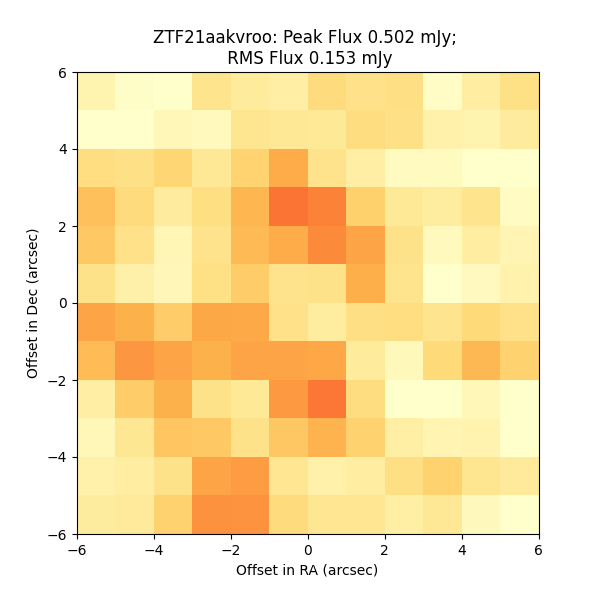 ZTF21aakvroo: Peak Flux 0.502 mJy;
RMS Flux 0.153 mJy
6
4
2
0
−2
−4
−6
Offset in Dec (arcsec)
−6 −4 −2 0 2 4 6
Offset in RA (arcsec)